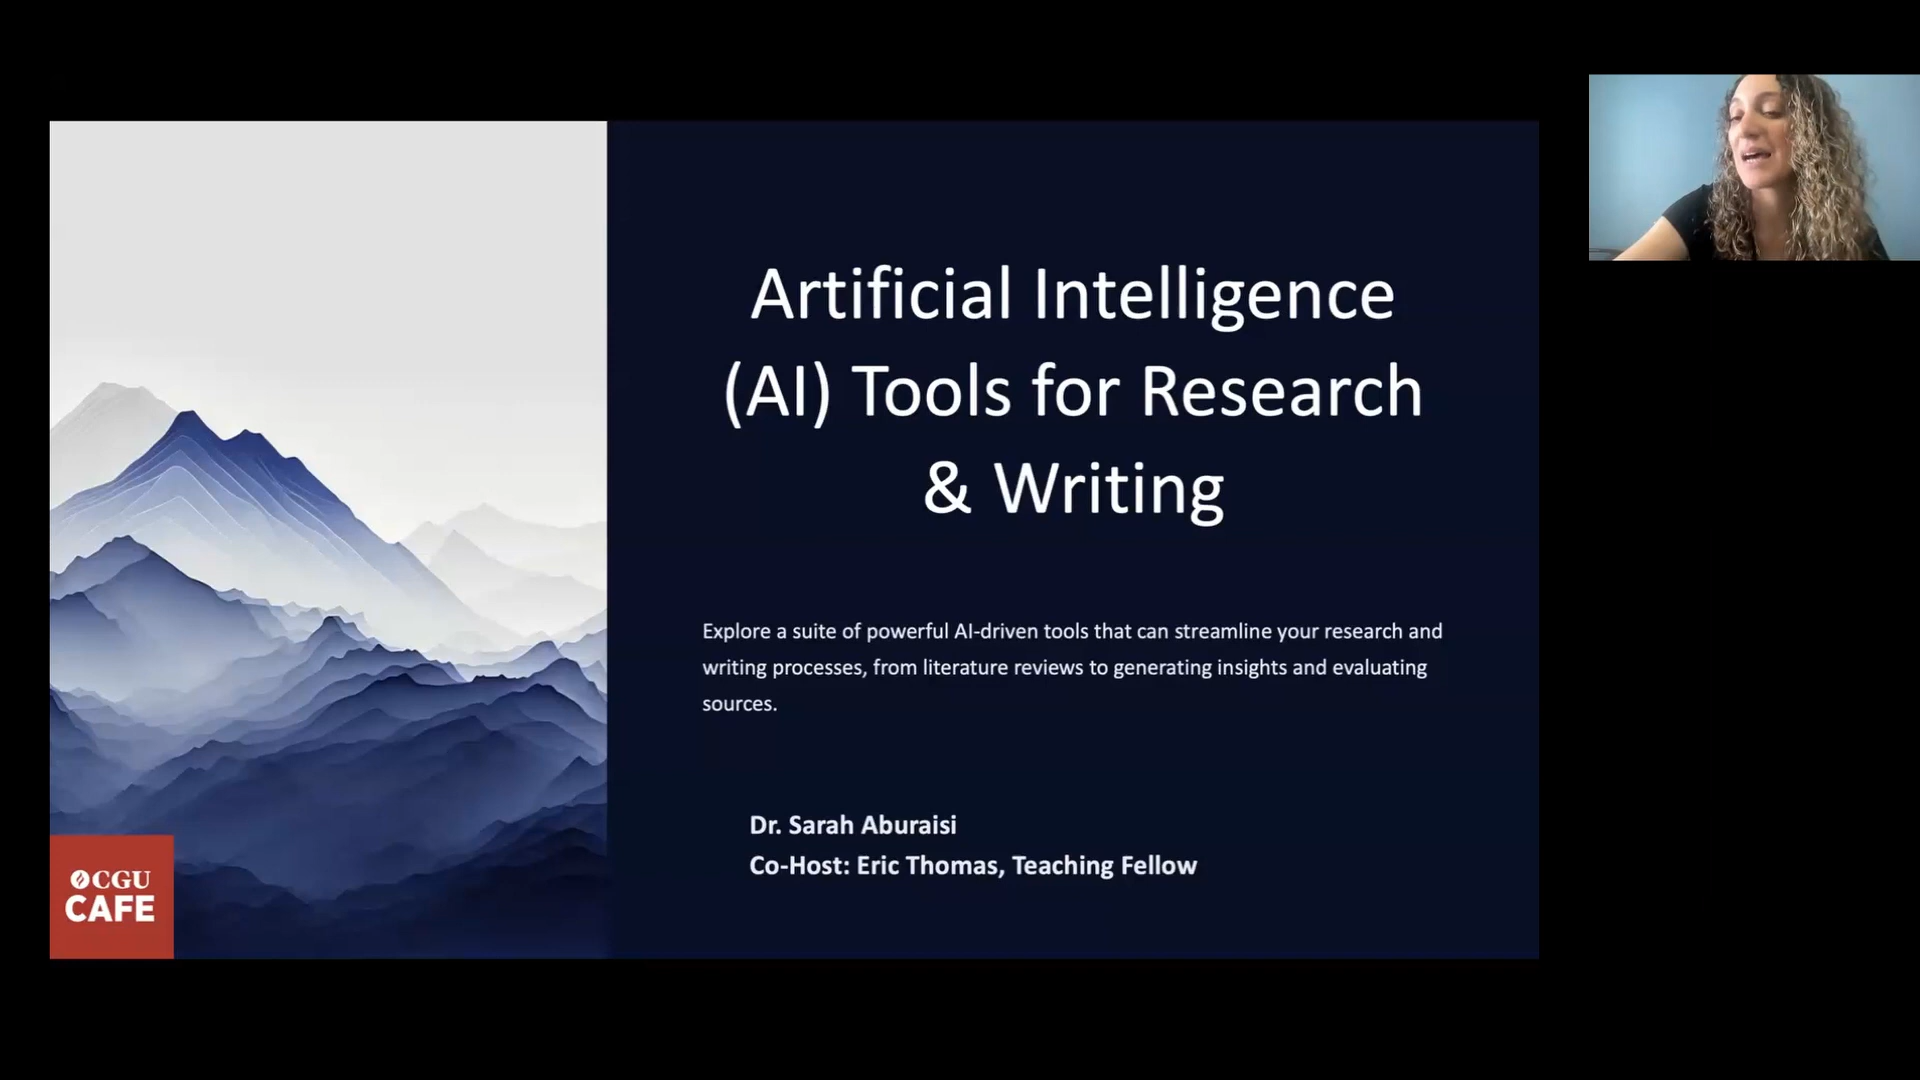 Artificial Intelligence
(AI) Tools for Research
& Writing
Explore a suite of powerful AI-driven tools that can streamline your research and
writing processes, from literature reviews to generating insights and evaluating
sources.
Dr. Sarah Aburaisi
Co-Host: Eric Thomas, Teaching Fellow
CGU
CAFE